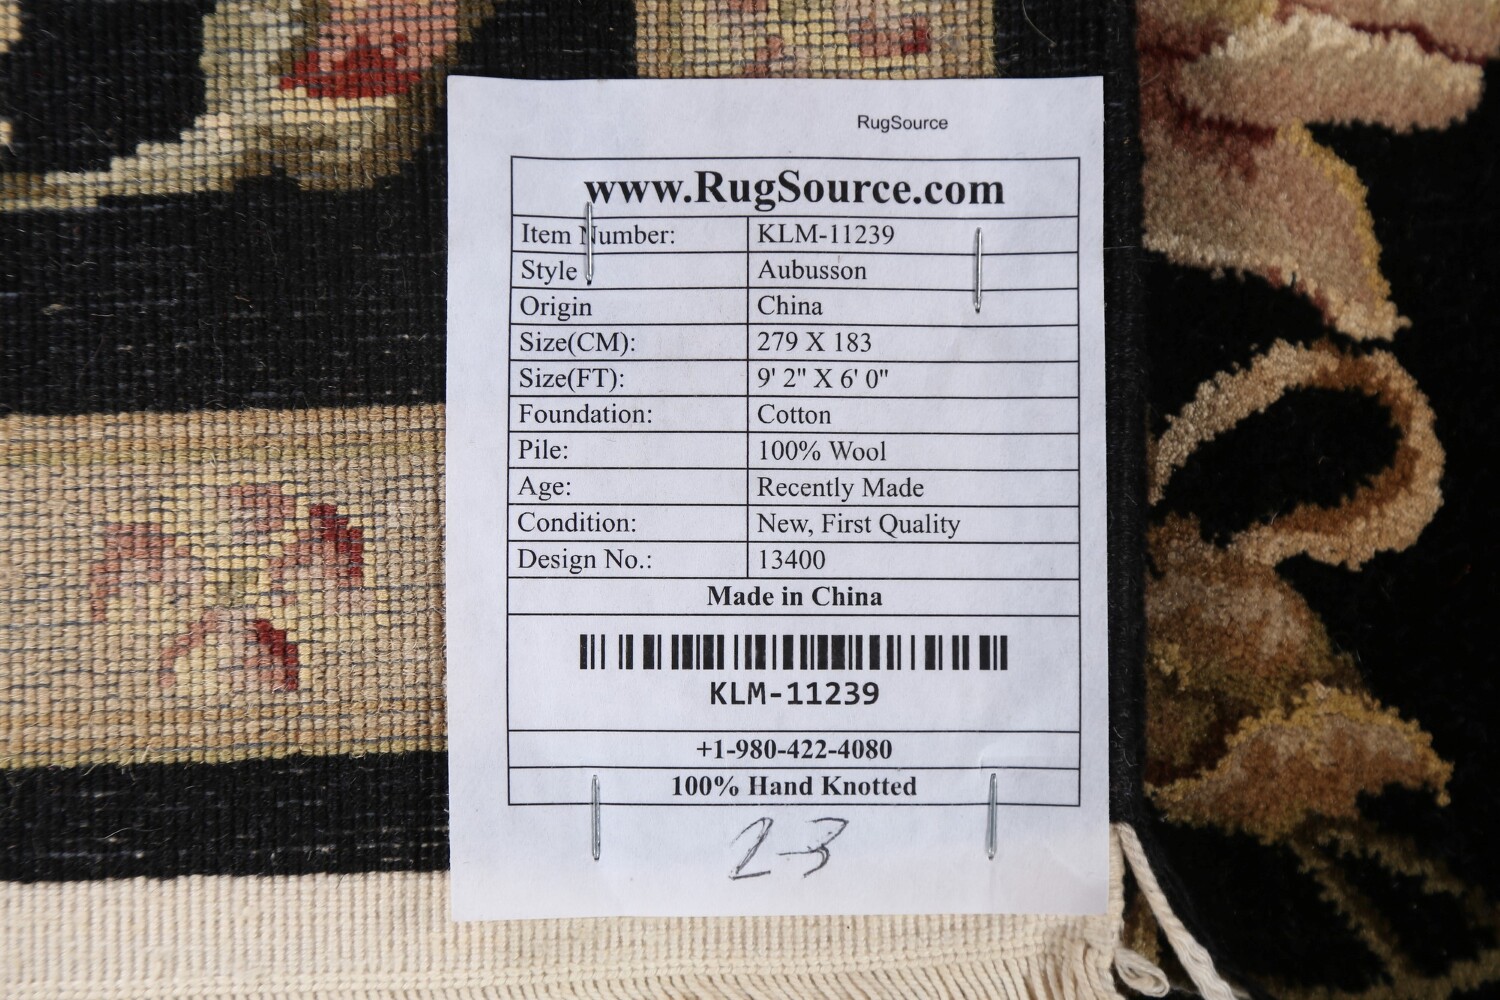 RugSource
www.RugSource.com
Item Number: KLM-11239
Style Aubusson
Origin China
Size(CM): 279 X 183
Size(FT): 9' 2" X 6' 0"
Foundation: Cotton
Pile: 100% Wool
Age: Recently Made
Condition: New, First Quality
Design No.: 13400
Made in China
KLM-11239
+1-980-422-4080
100% Hand Knotted